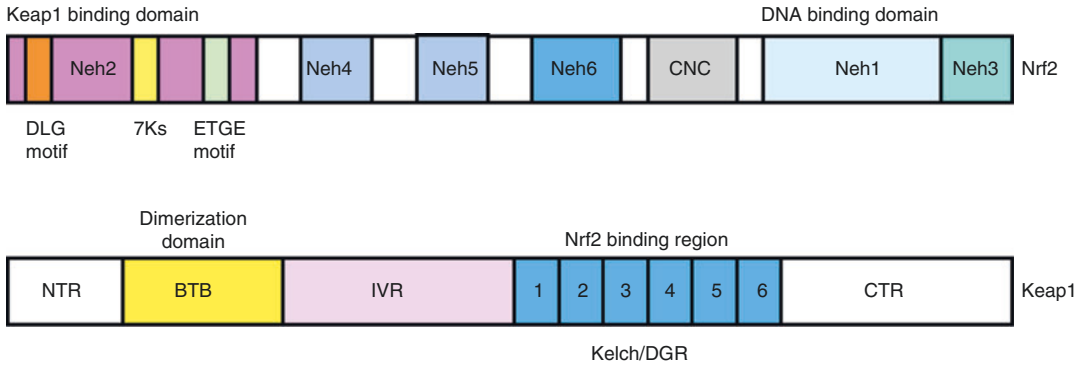 Keap1 binding domain
DNA binding domain
Neh2
Neh4
Neh5
Neh6
CNC
Neh1
Neh3
Nrf2
DLG
motif
7Ks
ETGE
motif
Dimerization
domain
Nrf2 binding region
NTR
BTB
IVR
1
2
3
4
5
6
CTR
Keap1
Kelch/DGR